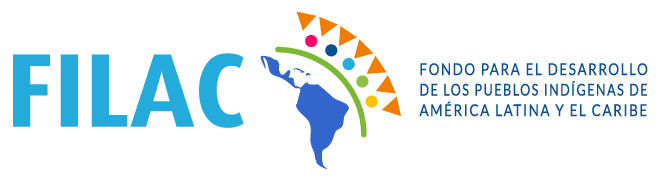 FILAC
FONDO PARA EL DESARROLLO
DE LOS PUEBLOS INDÍGENAS DE
AMÉRICA LATINA Y EL CARIBE